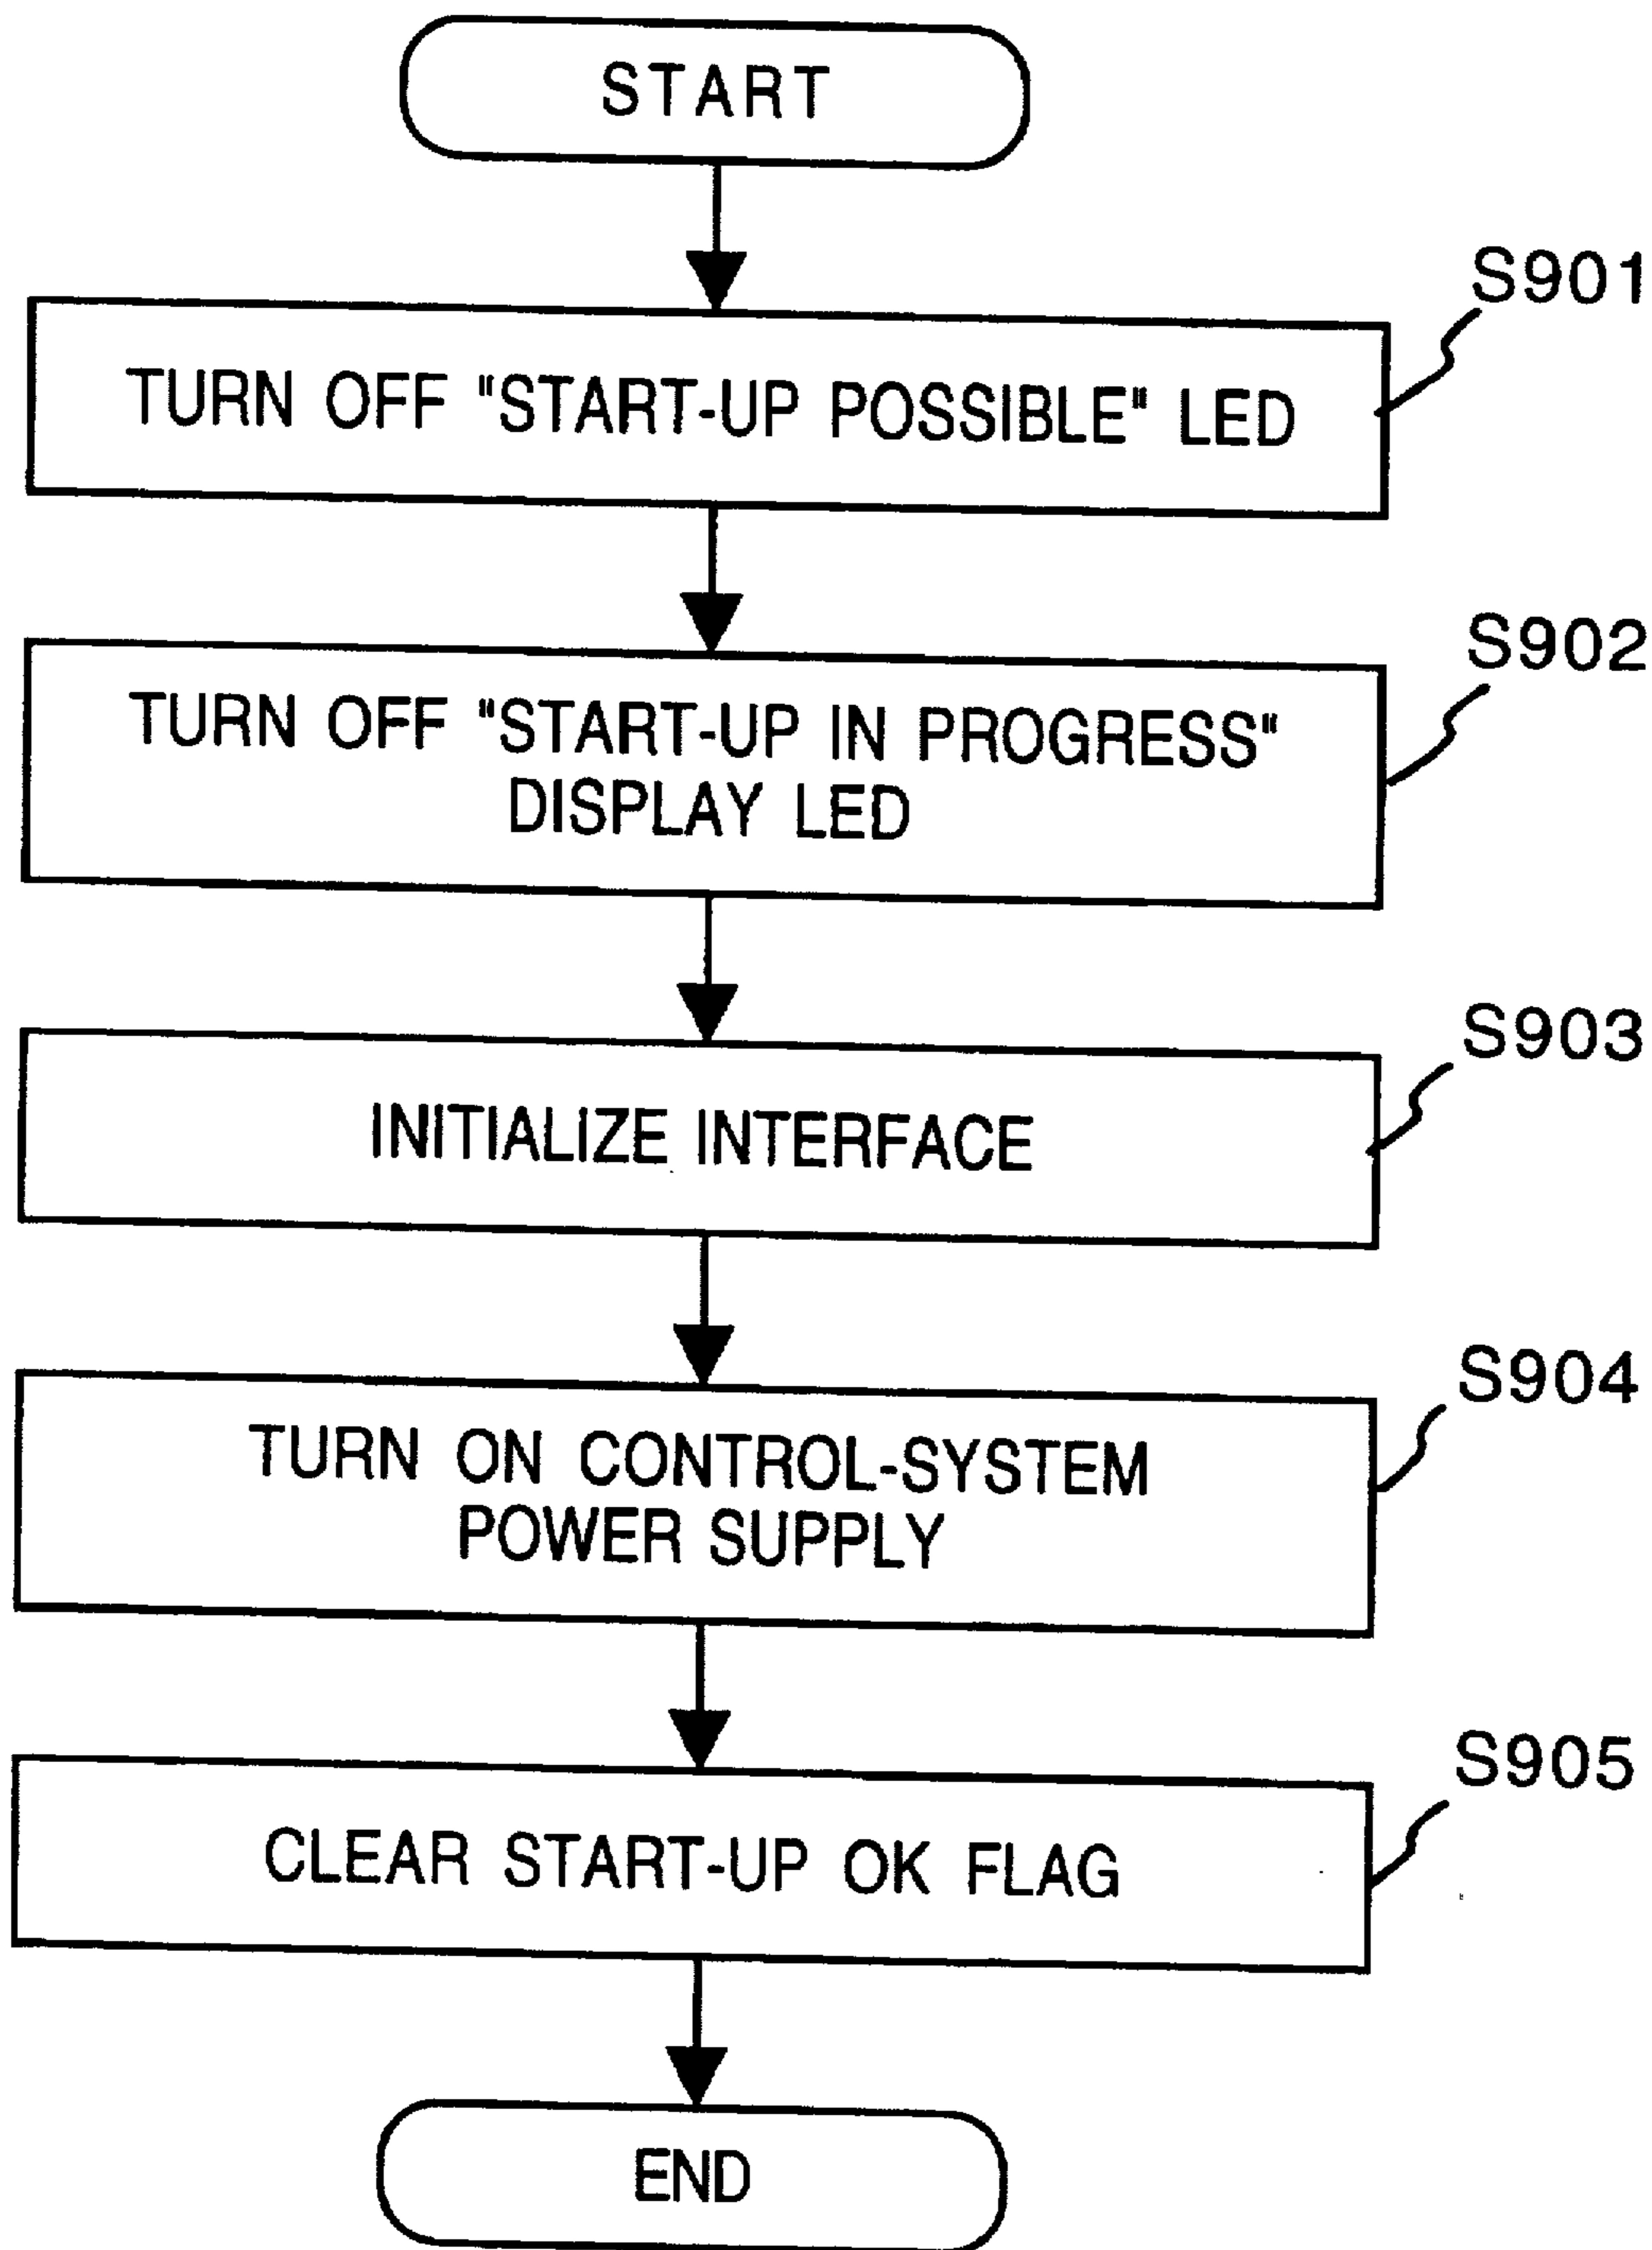 START
S901
TURN OFF "START-UP POSSIBLE" LED
S902
TURN OFF "START-UP IN PROGRESS"
DISPLAY LED
S903
INITIALIZE INTERFACE
S904
TURN ON CONTROL-SYSTEM
POWER SUPPLY
S905
CLEAR START-UP OK FLAG
END